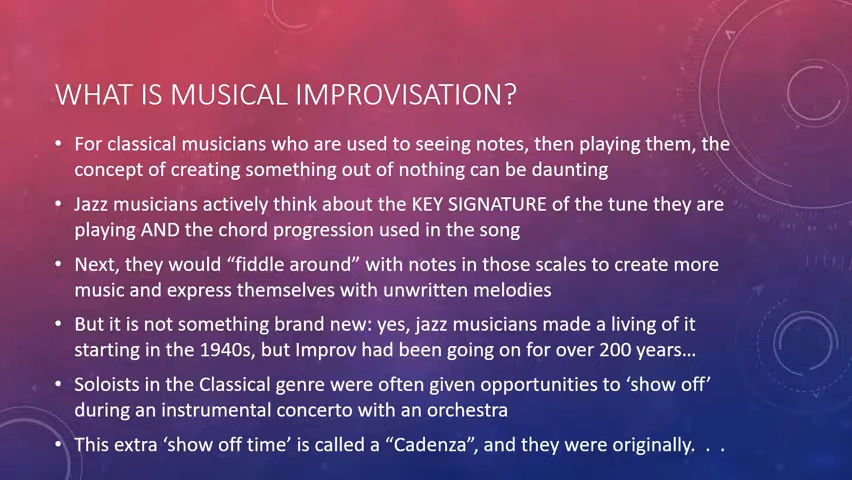 WHAT IS MUSICAL IMPROVISATION?
• For classical musicians who are used to seeing notes, then playing them, the
concept of creating something out of nothing can be daunting
• Jazz musicians actively think about the KEY SIGNATURE of the tune they are
playing AND the chord progression used in the song
• Next, they would “fiddle around” with notes in those scales to create more
music and express themselves with unwritten melodies
• But it is not something brand new: yes, jazz musicians made a living of it
starting in the 1940s, but Improv had been going on for over 200 years…
• Soloists in the Classical genre were often given opportunities to ‘show off’
during an instrumental concerto with an orchestra
• This extra ‘show off time’ is called a “Cadenza”, and they were originally. . .